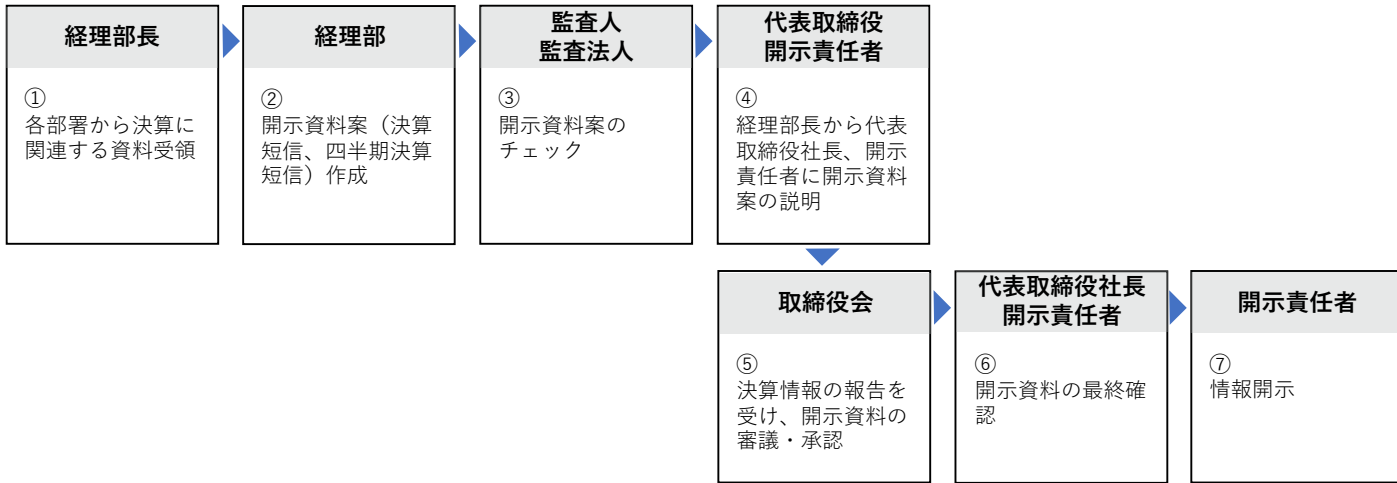 経理部長
①
各部署から決算に
関連する資料受領
経理部
②
開示資料案（決算
短信、四半期決算
短信）作成
監査人
監査法人
③
開示資料案の
チェック
代表取締役
開示責任者
④
経理部長から代表
取締役社長、開示
責任者に開示資料
案の説明
取締役会
⑤
決算情報の報告を
受け、開示資料の
審議・承認
代表取締役社長
開示責任者
⑥
開示資料の最終確
認
開示責任者
⑦
情報開示